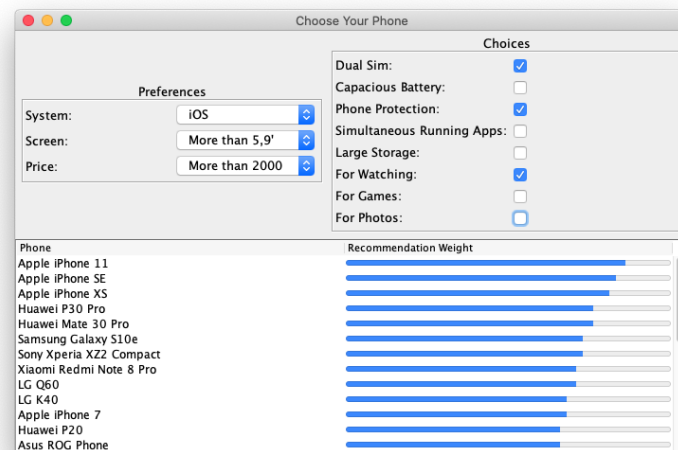 Choose Your Phone
Choices
Dual Sim:
Capacious Battery:
Preferences
Phone Protection:
System: iOS
Simultaneous Running Apps:
Screen: More than 5,9'
Large Storage:
Price: More than 2000
For Watching:
For Games:
For Photos:
Phone Recommendation Weight
Apple iPhone 11
Apple iPhone SE
Apple iPhone XS
Huawei P30 Pro
Huawei Mate 30 Pro
Samsung Galaxy S10e
Sony Xperia XZ2 Compact
Xiaomi Redmi Note 8 Pro
LG Q60
LG K40
Apple iPhone 7
Huawei P20
Asus ROG Phone